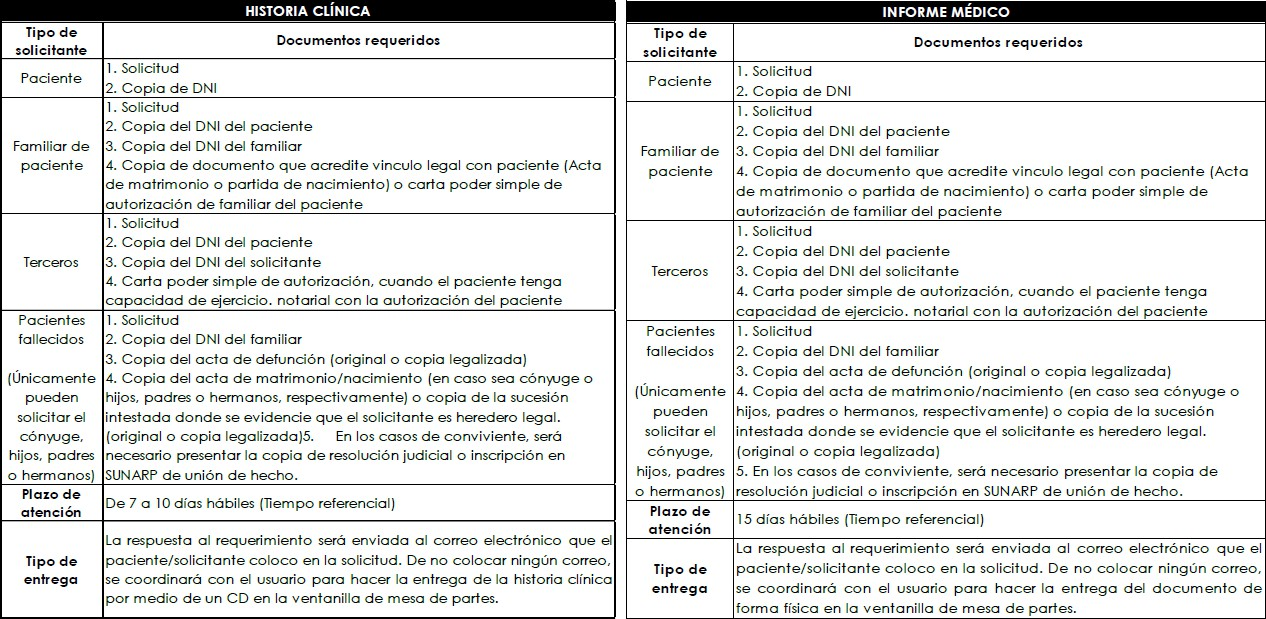 HISTORIA CLÍNICA
Tipo de
solicitante
Documentos requeridos
Paciente
1. Solicitud
2. Copia de DNI
Familiar de
paciente
1. Solicitud
2. Copia del DNI del paciente
3. Copia del DNI del familiar
4. Copia de documento que acredite vinculo legal con paciente (Acta
de matrimonio o partida de nacimiento) o carta poder simple de
autorización de familiar del paciente
Terceros
1. Solicitud
2. Copia del DNI del paciente
3. Copia del DNI del solicitante
4. Carta poder simple de autorización, cuando el paciente tenga
capacidad de ejercicio. notarial con la autorización del paciente
Pacientes
fallecidos
(Únicamente
pueden
solicitar el
cónyuge,
hijos, padres
o hermanos)
1. Solicitud
2. Copia del DNI del familiar
3. Copia del acta de defunción (original o copia legalizada)
4. Copia del acta de matrimonio/nacimiento (en caso sea cónyuge o
hijos, padres o hermanos, respectivamente) o copia de la sucesión
intestada donde se evidencie que el solicitante es heredero legal.
(original o copia legalizada)5. En los casos de conviviente, será
necesario presentar la copia de resolución judicial o inscripción en
SUNARP de unión de hecho.
Plazo de
atención
De 7 a 10 días hábiles (Tiempo referencial)
Tipo de
entrega
La respuesta al requerimiento será enviada al correo electrónico que el
paciente/solicitante coloco en la solicitud. De no colocar ningún correo,
se coordinará con el usuario para hacer la entrega de la historia clínica
por medio de un CD en la ventanilla de mesa de partes.
INFORME MÉDICO
Tipo de
solicitante
Documentos requeridos
Paciente
1. Solicitud
2. Copia de DNI
Familiar de
paciente
1. Solicitud
2. Copia del DNI del paciente
3. Copia del DNI del familiar
4. Copia de documento que acredite vinculo legal con paciente (Acta
de matrimonio o partida de nacimiento) o carta poder simple de
autorización de familiar del paciente
Terceros
1. Solicitud
2. Copia del DNI del paciente
3. Copia del DNI del solicitante
4. Carta poder simple de autorización, cuando el paciente tenga
capacidad de ejercicio. notarial con la autorización del paciente
Pacientes
fallecidos
(Únicamente
pueden
solicitar el
cónyuge,
hijos, padres
o hermanos)
1. Solicitud
2. Copia del DNI del familiar
3. Copia del acta de defunción (original o copia legalizada)
4. Copia del acta de matrimonio/nacimiento (en caso sea cónyuge o
hijos, padres o hermanos, respectivamente) o copia de la sucesión
intestada donde se evidencie que el solicitante es heredero legal.
(original o copia legalizada)
5. En los casos de conviviente, será necesario presentar la copia de
resolución judicial o inscripción en SUNARP de unión de hecho.
Plazo de
atención
15 días hábiles (Tiempo referencial)
Tipo de
entrega
La respuesta al requerimiento será enviada al correo electrónico que el
paciente/solicitante coloco en la solicitud. De no colocar ningún correo,
se coordinará con el usuario para hacer la entrega del documento de
forma física en la ventanilla de mesa de partes.